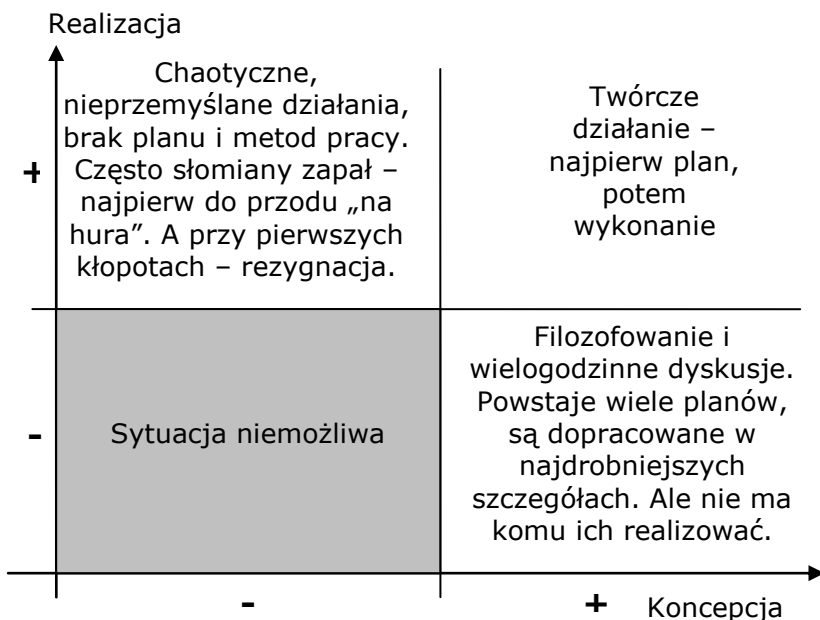 Realizacja
Chaotyczne,
nieprzemyślane działania,
brak planu i metod pracy.
Często słomiany zapał –
najpierw do przodu „na
hura”. A przy pierwszych
kłopotach – rezygnacja.
+
Twórcze
działanie –
najpierw plan,
potem
wykonanie
-
Sytuacja niemożliwa
Filozofowanie i
wielogodzinne dyskusje.
Powstaje wiele planów,
są dopracowane w
najdrobniejszych
szczegółach. Ale nie ma
komu ich realizować.
-
+
Koncepcja